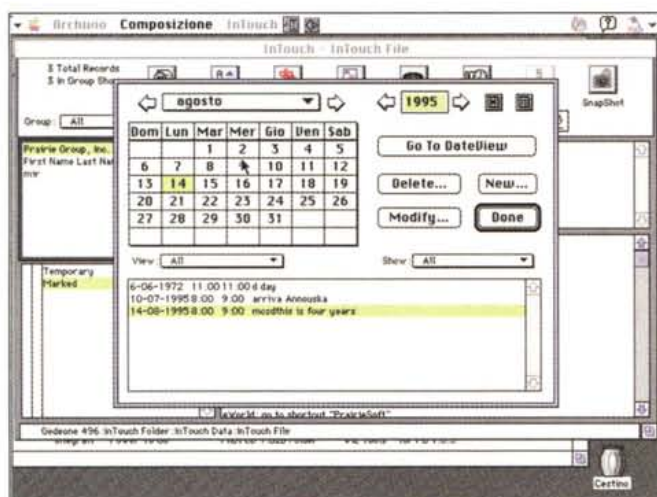 Archivio Composizione InTouch
InTouch - InTouch File
3 Total Records
3 In Group
SnapShot
Group: All
Prairie Group, Inc.
First Name Last
mir
agosto
1995
Dom Lun Mar Mer Gio Ven Sab
1 2 3 4 5
6 7 8 9 10 11 12
13 14 15 16 17 18 19
20 21 22 23 24 25 26
27 28 29 30 31
Go To DateView
Delete... New...
Modify... Done
View: All
Show: All
Temporary
Marked
6-06-1972 11.00 11.00 d day
10-07-1995 8.00 9.00 arriva Annouska
14-08-1995 8.00 9.00 mcsdthis is four years
eWorld: go to shortcut "PrairieSoft"
Gedeone 496 :InTouch Folder :InTouch Data :InTouch File
Cestino